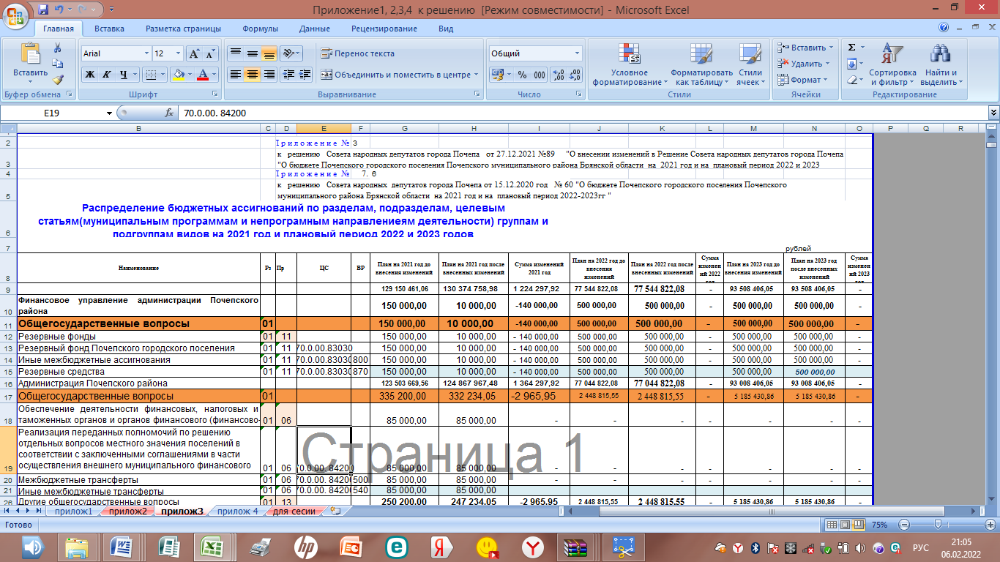 Приложение1, 2,3,4 к решению [Режим совместимости] - Microsoft Excel
Главная Вставка Разметка страницы Формулы Данные Рецензирование Вид
Вставить
Буфер обмена
Arial 12
Ж К Ч
Шрифт
Перенос текста
Объединить и поместить в центре
Выравнивание
Общий
% 000
Число
Условное форматирование
Форматировать как таблицу
Стили ячеек
Стили
Вставить
Удалить
Формат
Ячейки
Σ
Сортировка и фильтр
Найти и выделить
Редактирование
E19 fx 70.0.00. 84200
B C D E F G H I J K L M N O P Q R
2 Приложение № 3
3 к решению Совета народных депутатов города Почепа от 27.12.2021 №89 "О внесении изменений в Решение Совета народных депутатов города Почепа
"О бюджете Почепского городского поселения Почепского муниципального района Брянской области на 2021 год и на плановый период 2022 и 2023
4 Приложение № 7. 6
к решению Совета народных депутатов города Почепа от 15.12.2020 год № 60 "О бюджете Почепского городского поселения Почепского
5 муниципального района Брянской области на 2021 год и на плановый период 2022-2023гг "
Распределение бюджетных ассигнований по разделам, подразделам, целевым
статьям(муниципальным программам и непрограмным направлениеям деятельности) группам и
6 подгруппам видов на 2021 год и плановый период 2022 и 2023 годов
7 рублей
8 Наименование Рз Пр ЦС ВР План на 2021 год до внесения изменений План на 2021 год после внесенных изменений Сумма изменений 2021 год План на 2022 год до внесения изменений План на 2022 год после внесенных изменений Сумма изменен ий 2022 год План на 2023 год до внесения изменений План на 2023 год после внесенных изменений Сумма изменен ий 2023 год
9 129 150 461,06 130 374 758,98 1 224 297,92 77 544 822,08 77 544 822,08 - 93 508 406,05 93 508 406,05 -
10 Финансовое управление администрации Почепского района 150 000,00 10 000,00 -140 000,00 500 000,00 500 000,00 - 500 000,00 500 000,00 -
11 Общегосударственные вопросы 01 150 000,00 10 000,00 -140 000,00 500 000,00 500 000,00 - 500 000,00 500 000,00 -
12 Резервные фонды 01 11 150 000,00 10 000,00 - 140 000,00 500 000,00 500 000,00 - 500 000,00 500 000,00 -
13 Резервный фонд Почепского городского поселения 01 11 70.0.00.83030 150 000,00 10 000,00 - 140 000,00 500 000,00 500 000,00 - 500 000,00 500 000,00 -
14 Иные межбюджетные ассигнования 01 11 70.0.00.83030 800 150 000,00 10 000,00 - 140 000,00 500 000,00 500 000,00 - 500 000,00 500 000,00 -
15 Резервные средства 01 11 70.0.00.83030 870 150 000,00 10 000,00 - 140 000,00 500 000,00 500 000,00 - 500 000,00 500 000,00 -
16 Администрация Почепского района 123 503 669,56 124 867 967,48 1 364 297,92 77 044 822,08 77 044 822,08 - 93 008 406,05 93 008 406,05 -
17 Общегосударственные вопросы 01 335 200,00 332 234,05 -2 965,95 2 448 815,55 2 448 815,55 - 5 185 430,86 5 185 430,86 -
Обеспечение деятельности финансовых, налоговых и
18 таможенных органов и органов финансового (финансово- 01 06 85 000,00 85 000,00 - - - - - - -
Реализация переданных полномочий по решению
отдельных вопросов местного значения поселений в
соответствии с заключенными соглашениями в части
19 осуществления внешнего муниципального финансового 01 06 70.0.00. 84200 85 000,00 85 000,00 - - - - - - -
Страница 1
20 Межбюджетные трансферты 01 06 70.0.00. 84200 500 85 000,00 85 000,00 - - - - - - -
21 Иные межбюджетные трансферты 01 06 70.0.00. 84200 540 85 000,00 85 000,00
26 Другие общегосударственные вопросы 01 13 250 200,00 247 234,05 -2 965,95 2 448 815,55 2 448 815,55 - 5 185 430,86 5 185 430,86 -
прилож1 прилож2 прилож3 прилож 4 для сесии
Готово 75%
РУС 21:05
06.02.2022